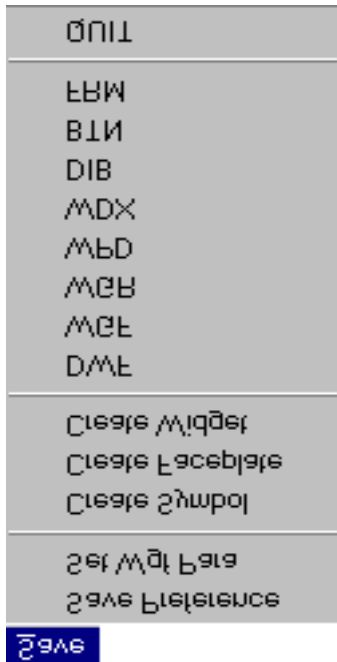 Save
Save Preference
Set Wgf Para
Create Symbol
Create Faceplate
Create Widget
DWF
WGF
WGR
WPD
WDX
DIB
BTN
FRM
QUIT